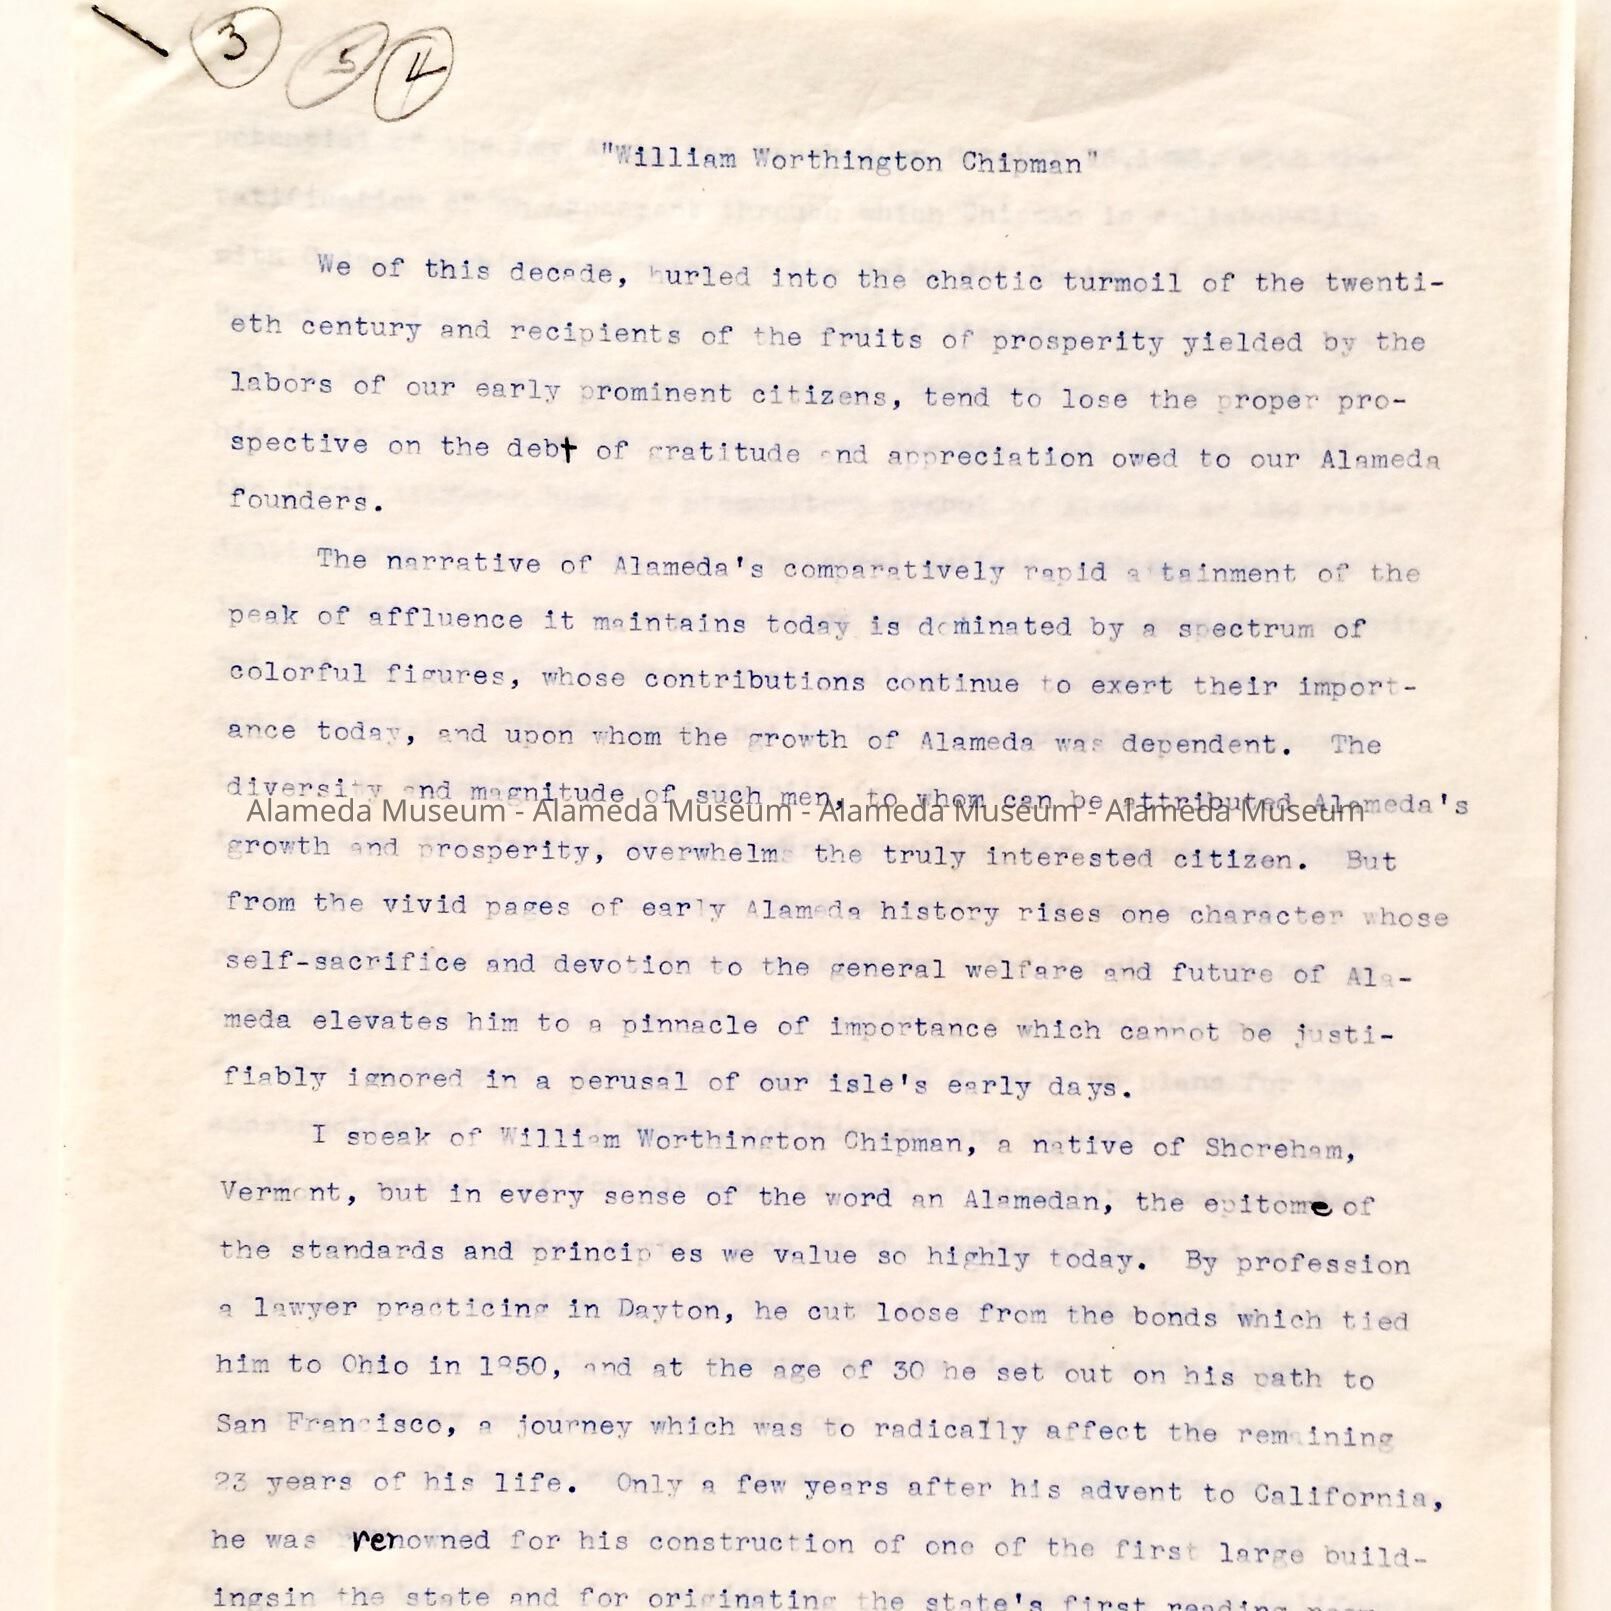 3 5 4
"William Worthington Chipman"
We of this decade, hurled into the chaotic turmoil of the twenti-
eth century and recipients of the fruits of prosperity yielded by the
labors of our early prominent citizens, tend to lose the proper pro-
spective on the debt of gratitude and appreciation owed to our Alameda
founders.
The narrative of Alameda's comparatively rapid attainment of the
peak of affluence it maintains today is dominated by a spectrum of
colorful figures, whose contributions continue to exert their import-
ance today, and upon whom the growth of Alameda was dependent. The
diversity and magnitude of such men, to whom can be attributed Alameda's
Alameda Museum - Alameda Museum - Alameda Museum - Alameda Museum
growth and prosperity, overwhelms the truly interested citizen. But
from the vivid pages of early Alameda history rises one character whose
self-sacrifice and devotion to the general welfare and future of Ala-
meda elevates him to a pinnacle of importance which cannot be justi-
fiably ignored in a perusal of our isle's early days.
I speak of William Worthington Chipman, a native of Shoreham,
Vermont, but in every sense of the word an Alamedan, the epitome of
the standards and principles we value so highly today. By profession
a lawyer practicing in Dayton, he cut loose from the bonds which tied
him to Ohio in 1850, and at the age of 30 he set out on his path to
San Francisco, a journey which was to radically affect the remaining
23 years of his life. Only a few years after his advent to California,
he was renowned for his construction of one of the first large build-
ingsin the state and for originating the state's first reading room